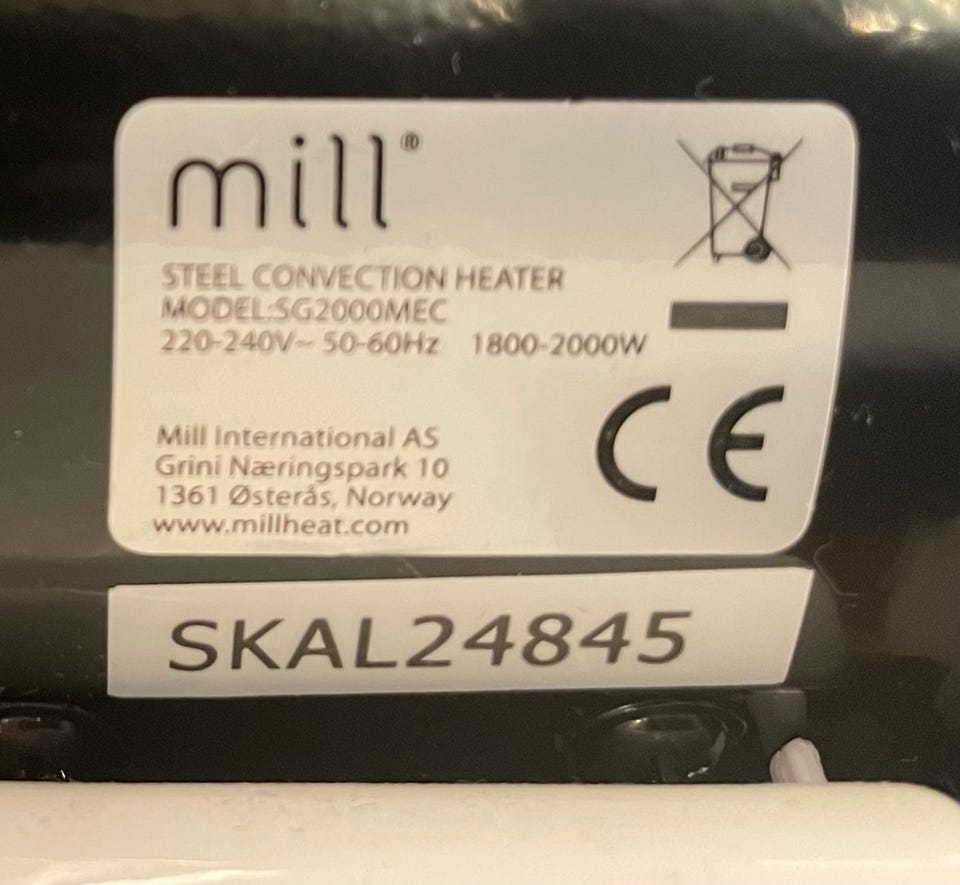 mill®
STEEL CONVECTION HEATER
MODEL:SG2000MEC
220-240V~ 50-60Hz 1800-2000W
Mill International AS
Grini Næringspark 10
1361 Østerås, Norway
www.millheat.com
CE
SKAL24845